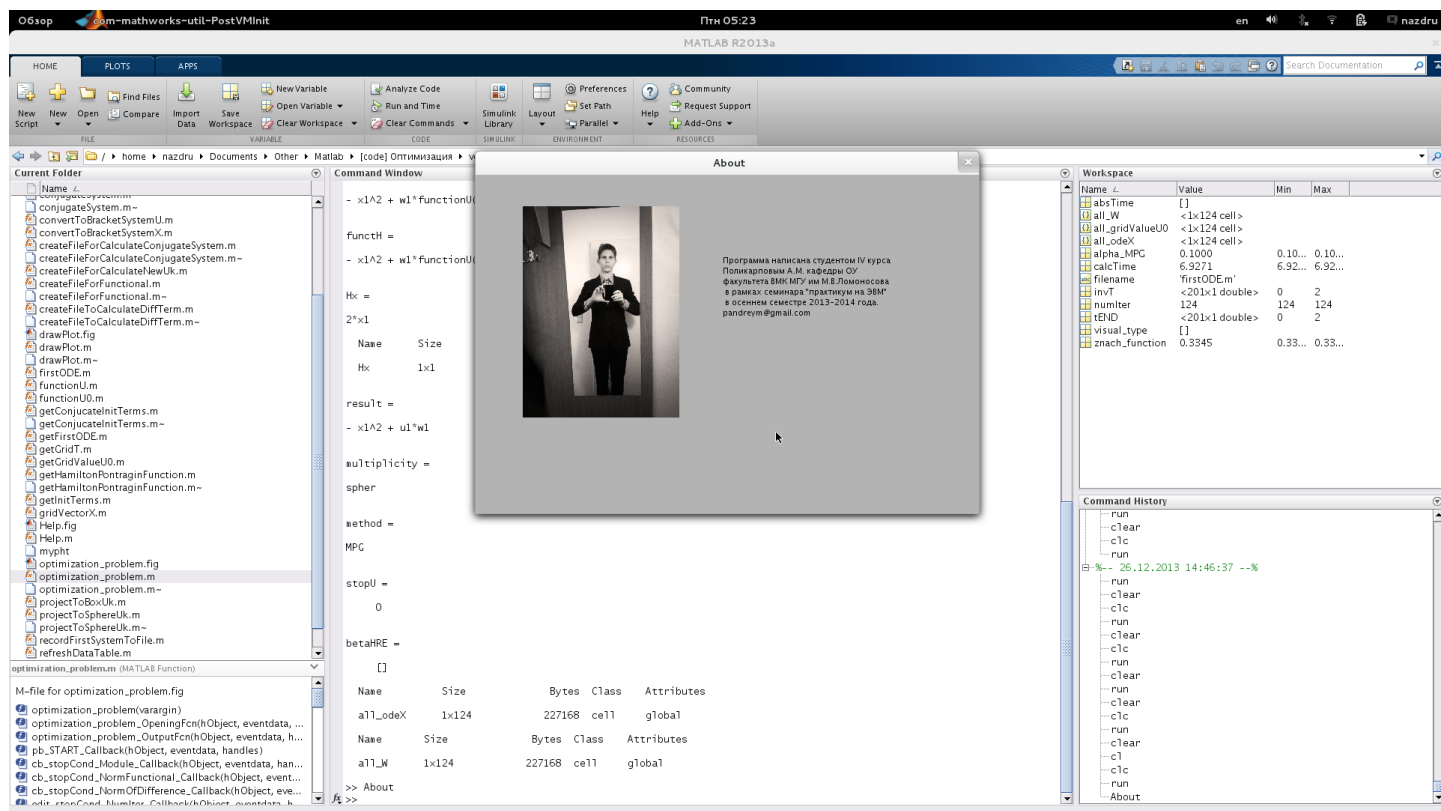 Обзор com-mathworks-util-PostVMInit Птн 05:23 en nazdru
MATLAB R2013a
HOME PLOTS APPS Search Documentation
New Script New Open Find Files Compare Import Data Save Workspace New Variable Open Variable Clear Workspace Analyze Code Run and Time Clear Commands Simulink Library Layout Preferences Set Path Parallel Help Community Request Support Add-Ons
FILE VARIABLE CODE SIMULINK ENVIRONMENT RESOURCES
/ home nazdru Documents Other Matlab [code] Оптимизация
Current Folder
Name
conjugateSystem.m
conjugateSystem.m~
convertToBracketSystemU.m
convertToBracketSystemX.m
createFileForCalculateConjugateSystem.m
createFileForCalculateConjugateSystem.m~
createFileForCalculateNewUk.m
createFileForFunctional.m
createFileForFunctional.m~
createFileToCalculateDiffTerm.m
createFileToCalculateDiffTerm.m~
drawPlot.fig
drawPlot.m
drawPlot.m~
firstODE.m
functionU.m
functionU0.m
getConjucateInitTerms.m
getConjucateInitTerms.m~
getFirstODE.m
getGridT.m
getGridValueU0.m
getHamiltonPontraginFunction.m
getHamiltonPontraginFunction.m~
getInitTerms.m
gridVectorX.m
Help.fig
Help.m
mypht
optimization_problem.fig
optimization_problem.m
optimization_problem.m~
projectToBoxUk.m
projectToSphereUk.m
projectToSphereUk.m~
recordFirstSystemToFile.m
refreshDataTable.m
optimization_problem.m (MATLAB Function)
M-file for optimization_problem.fig
optimization_problem(varargin)
optimization_problem_OpeningFcn(hObject, eventdata, ...
optimization_problem_OutputFcn(hObject, eventdata, h...
pb_START_Callback(hObject, eventdata, handles)
cb_stopCond_Module_Callback(hObject, eventdata, han...
cb_stopCond_NormFunctional_Callback(hObject, event...
cb_stopCond_NormOfDifference_Callback(hObject, eve...
edit_stopCond_NumIter_Callback(hObject, eventdata, h...
Command Window
- x1^2 + w1*functionU(
functH =
- x1^2 + w1*functionU(
Hx =
2*x1
Name Size
Hx 1x1
result =
- x1^2 + u1*w1
multiplicity =
spher
method =
MPG
stopU =
0
betaHRE =
[]
Name Size Bytes Class Attributes
all_odeX 1x124 227168 cell global
Name Size Bytes Class Attributes
all_W 1x124 227168 cell global
>> About
fx >>
About
Программа написана студентом IV курса
Поликарповым А.М. кафедры ОУ
факультета ВМК МГУ им М.В.Ломоносова
в рамках семинара "практикум на ЭВМ"
в осеннем семестре 2013-2014 года.
pandreym@gmail.com
Workspace
Name Value Min Max
absTime []
all_W <1x124 cell>
all_gridValueU0 <1x124 cell>
all_odeX <1x124 cell>
alpha_MPG 0.1000 0.10... 0.10...
calcTime 6.9271 6.92... 6.92...
filename 'firstODE.m'
invT <201x1 double> 0 2
numIter 124 124 124
tEND <201x1 double> 0 2
visual_type []
znach_function 0.3345 0.33... 0.33...
Command History
run
clear
clc
run
%-- 26.12.2013 14:46:37 --%
run
clear
clc
run
clear
clc
run
clear
run
clear
clc
run
clear
cl
clc
run
About